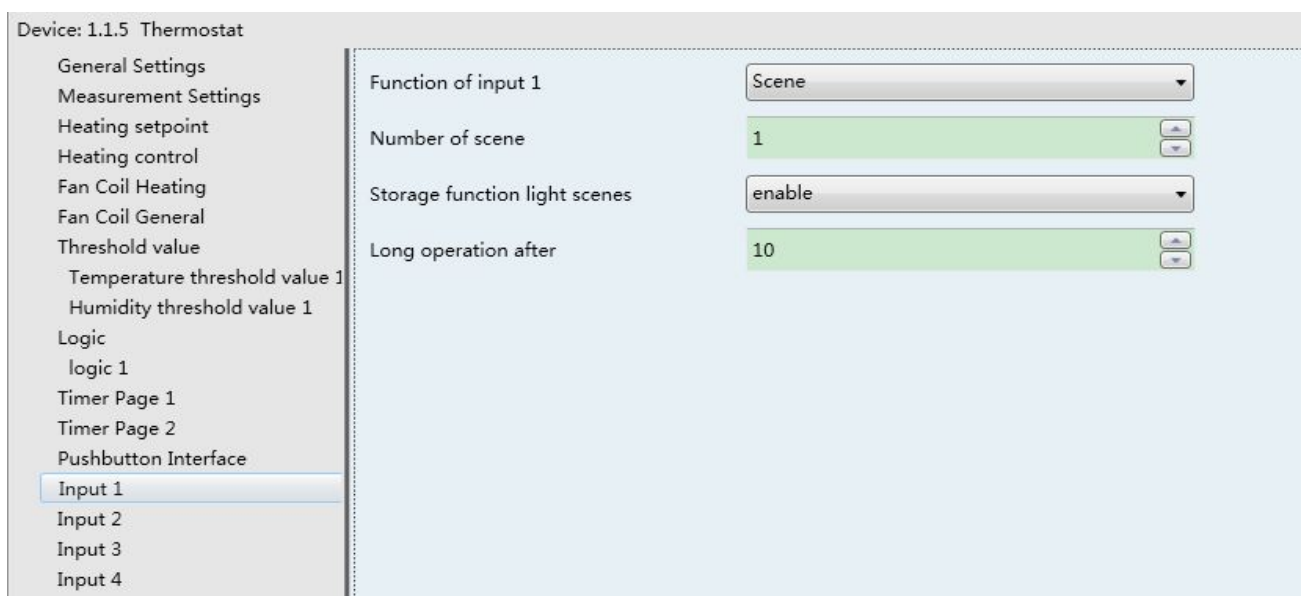 Device: 1.1.5 Thermostat
General Settings
Measurement Settings
Heating setpoint
Heating control
Fan Coil Heating
Fan Coil General
Threshold value
Temperature threshold value 1
Humidity threshold value 1
Logic
logic 1
Timer Page 1
Timer Page 2
Pushbutton Interface
Input 1
Input 2
Input 3
Input 4
Function of input 1 Scene
Number of scene 1
Storage function light scenes enable
Long operation after 10